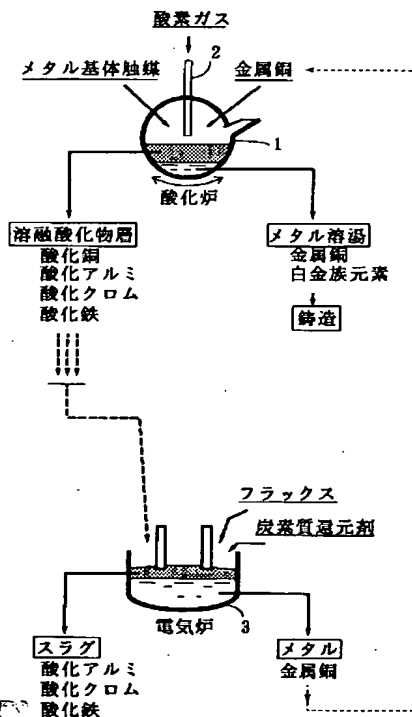 酸素ガス
2
メタル基体触媒
金属銅
1
酸化炉
溶融酸化物層
酸化銅
酸化アルミ
酸化クロム
酸化鉄
メタル溶湯
金属銅
白金族元素
鋳造
フラックス
炭素質還元剤
電気炉
3
スラグ
酸化アルミ
酸化クロム
酸化鉄
メタル
金属銅